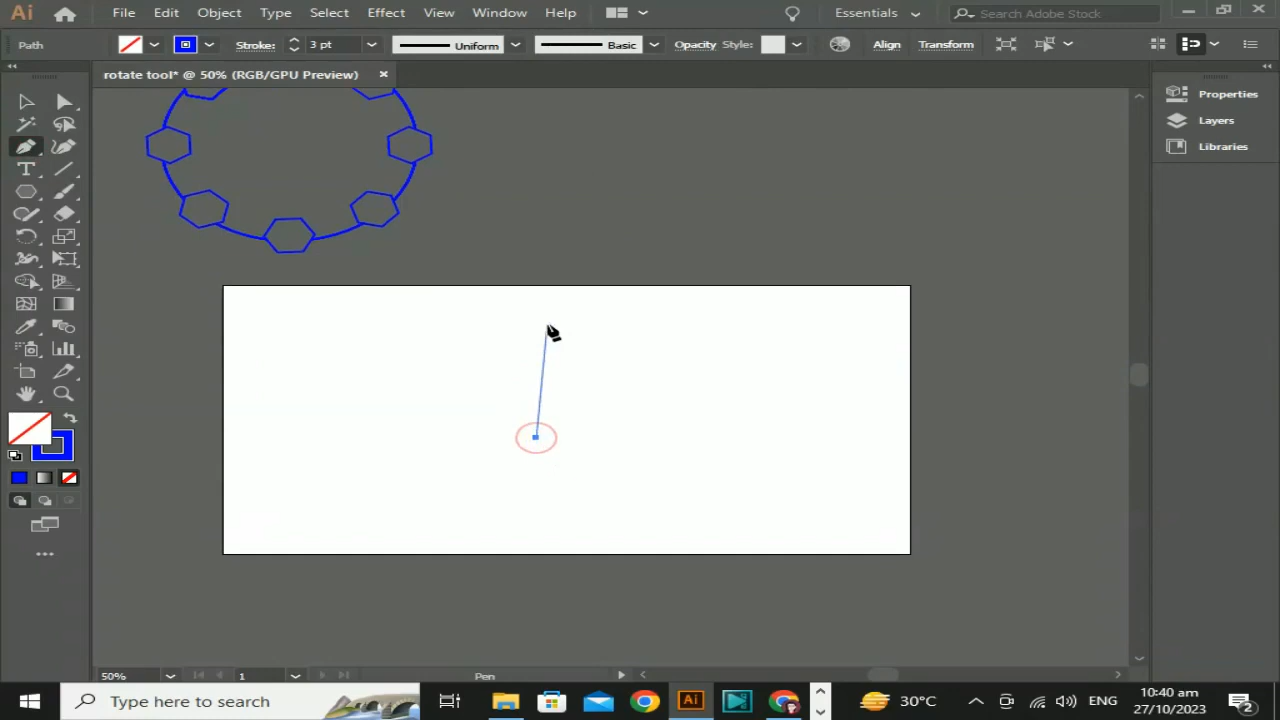 Ai File Edit Object Type Select Effect View Window Help Essentials Search Adobe Stock
Path Stroke: 3 pt Uniform Basic Opacity Style: Align Transform
rotate tool* @ 50% (RGB/GPU Preview)
Properties
Layers
Libraries
50% 1 Pen
Type here to search Ai 30°C ENG 10:40 am
27/10/2023 2